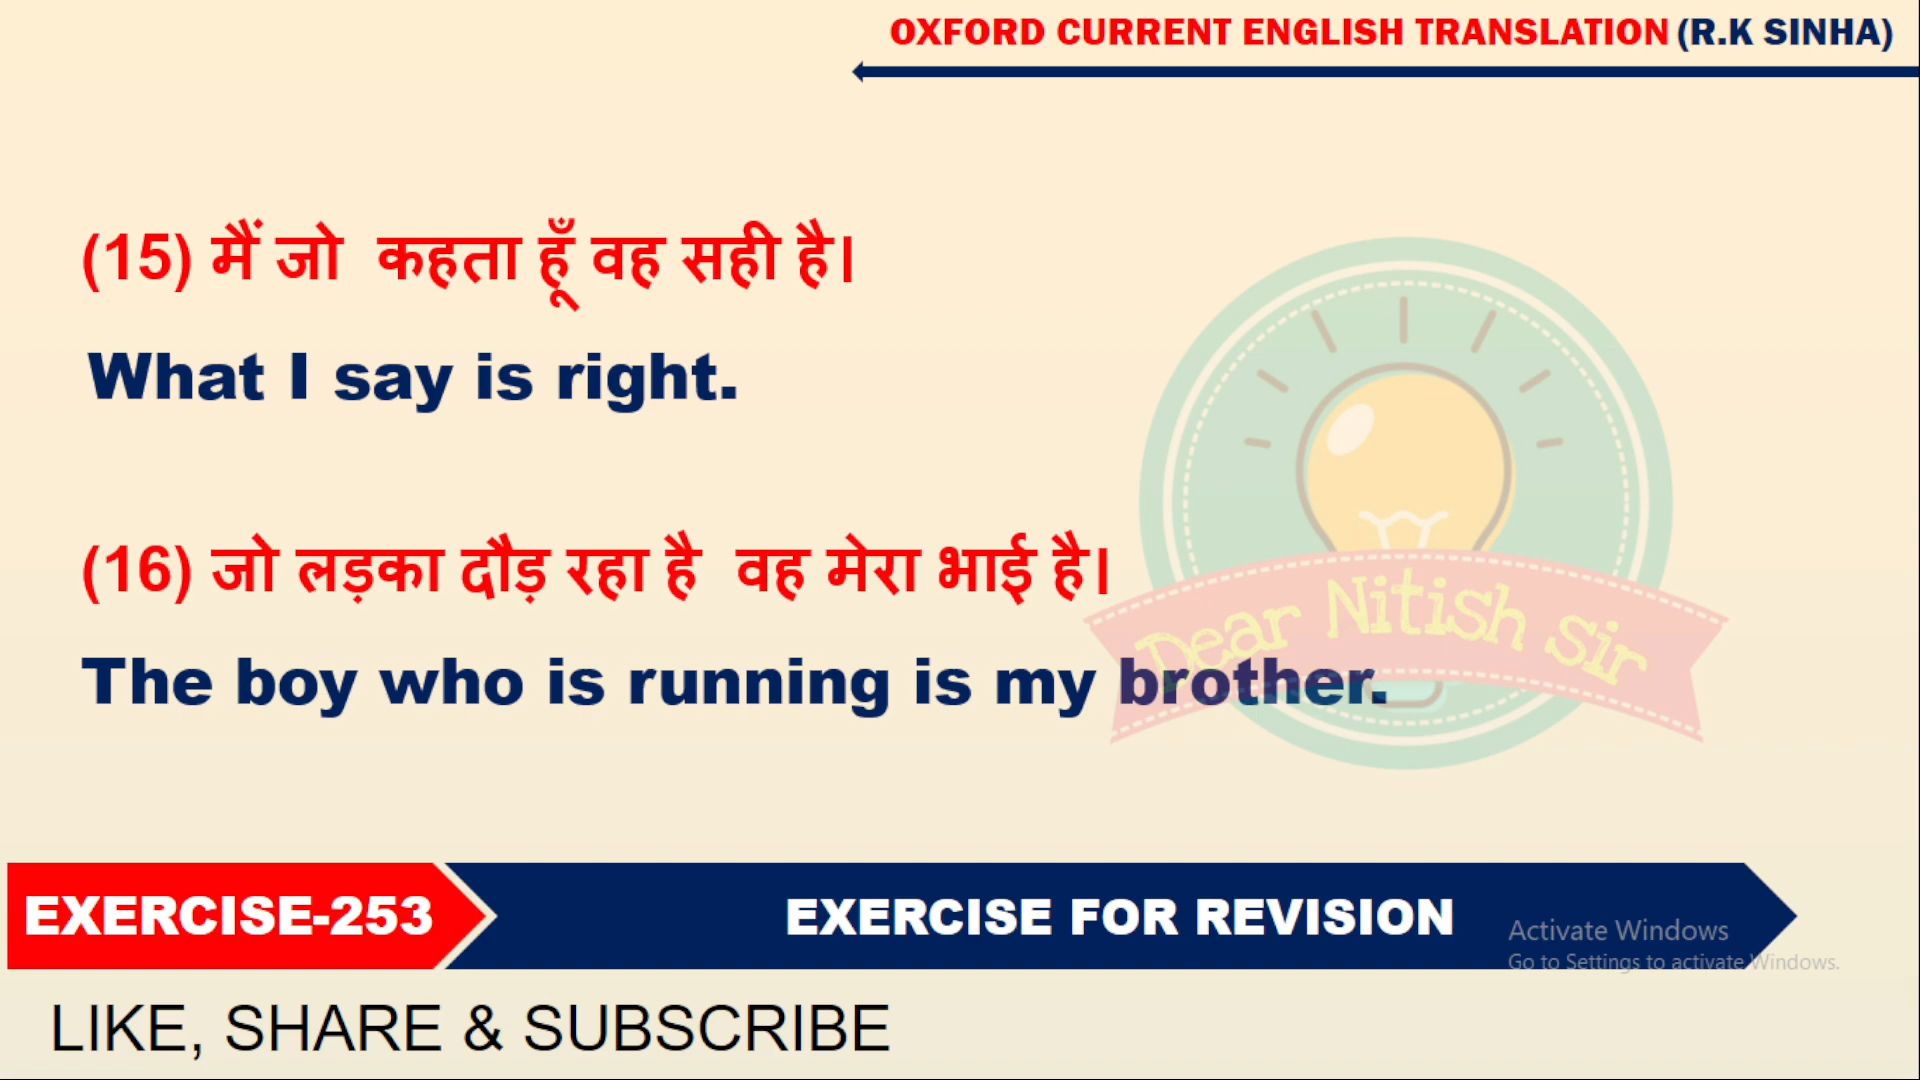 OXFORD CURRENT ENGLISH TRANSLATION (R.K SINHA)
(15) मैं जो कहता हूँ वह सही है।
What I say is right.
(16) जो लड़का दौड़ रहा है वह मेरा भाई है।
Dear Nitish Sir
The boy who is running is my brother.
EXERCISE-253
EXERCISE FOR REVISION
Activate Windows
Go to Settings to activate Windows.
LIKE, SHARE & SUBSCRIBE